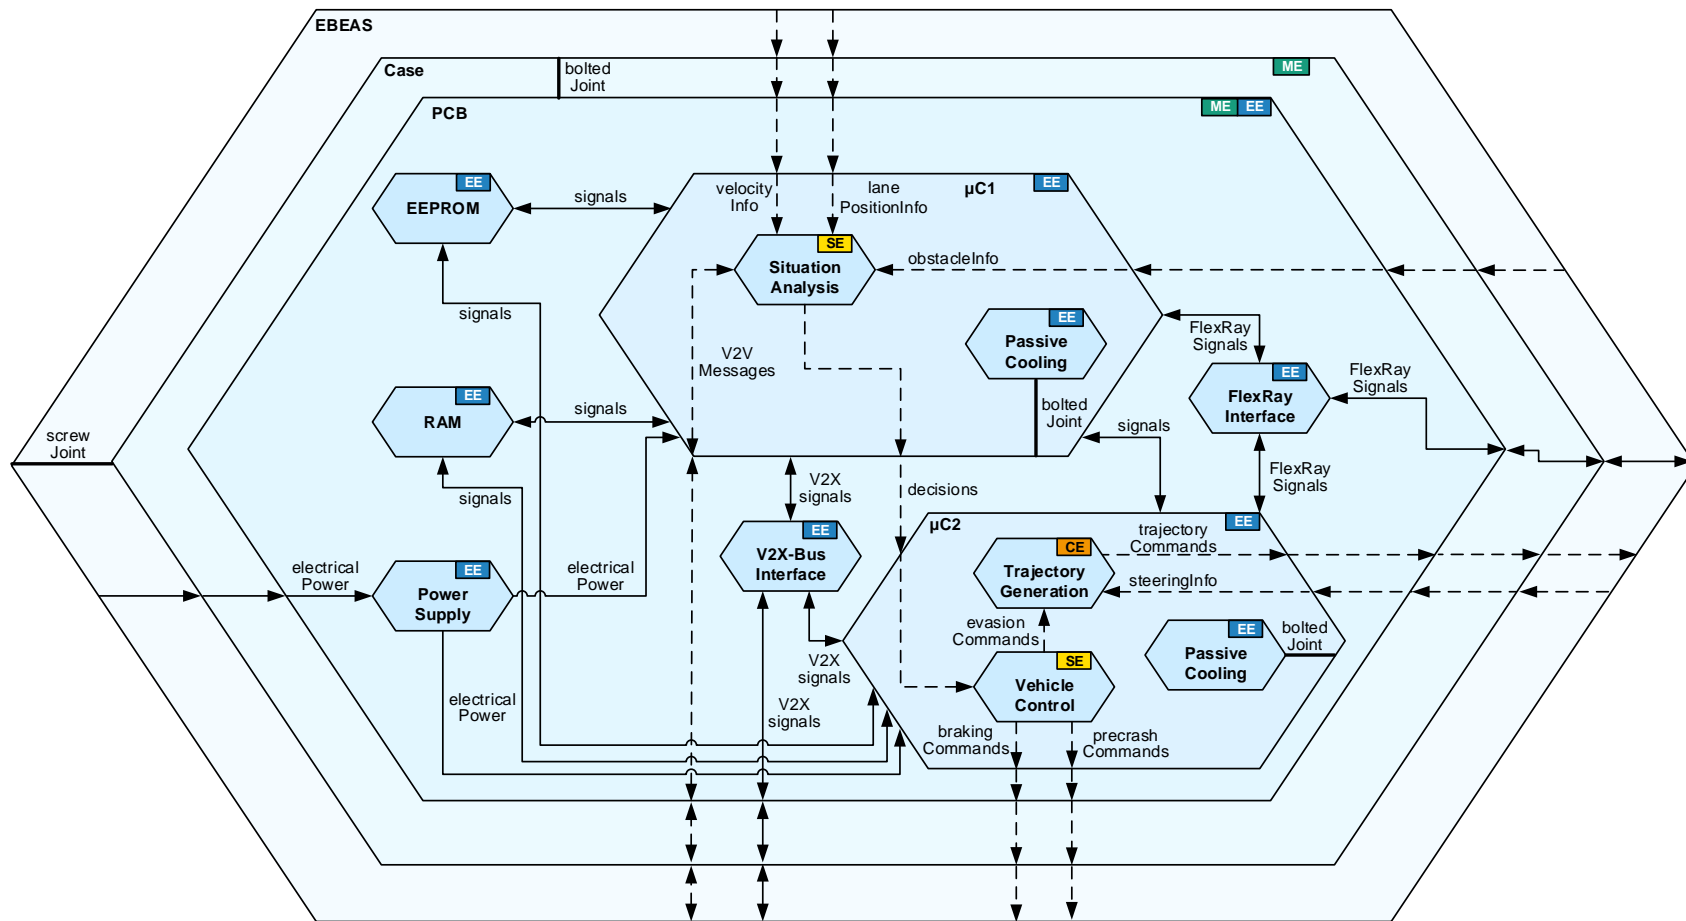 EBEAS
Case
bolted
Joint
ME
PCB
ME
EE
EE
EEPROM
signals
velocity
Info
lane
PositionInfo
µC1
EE
SE
Situation
Analysis
obstacleInfo
signals
V2V
Messages
EE
Passive
Cooling
FlexRay
Signals
EE
FlexRay
Interface
FlexRay
Signals
EE
RAM
signals
bolted
Joint
signals
screw
Joint
signals
V2X
signals
decisions
FlexRay
Signals
EE
V2X-Bus
Interface
µC2
EE
trajectory
Commands
CE
Trajectory
Generation
steeringInfo
electrical
Power
EE
Power
Supply
electrical
Power
evasion
Commands
EE
Passive
Cooling
bolted
Joint
V2X
signals
SE
Vehicle
Control
electrical
Power
V2X
signals
braking
Commands
precrash
Commands